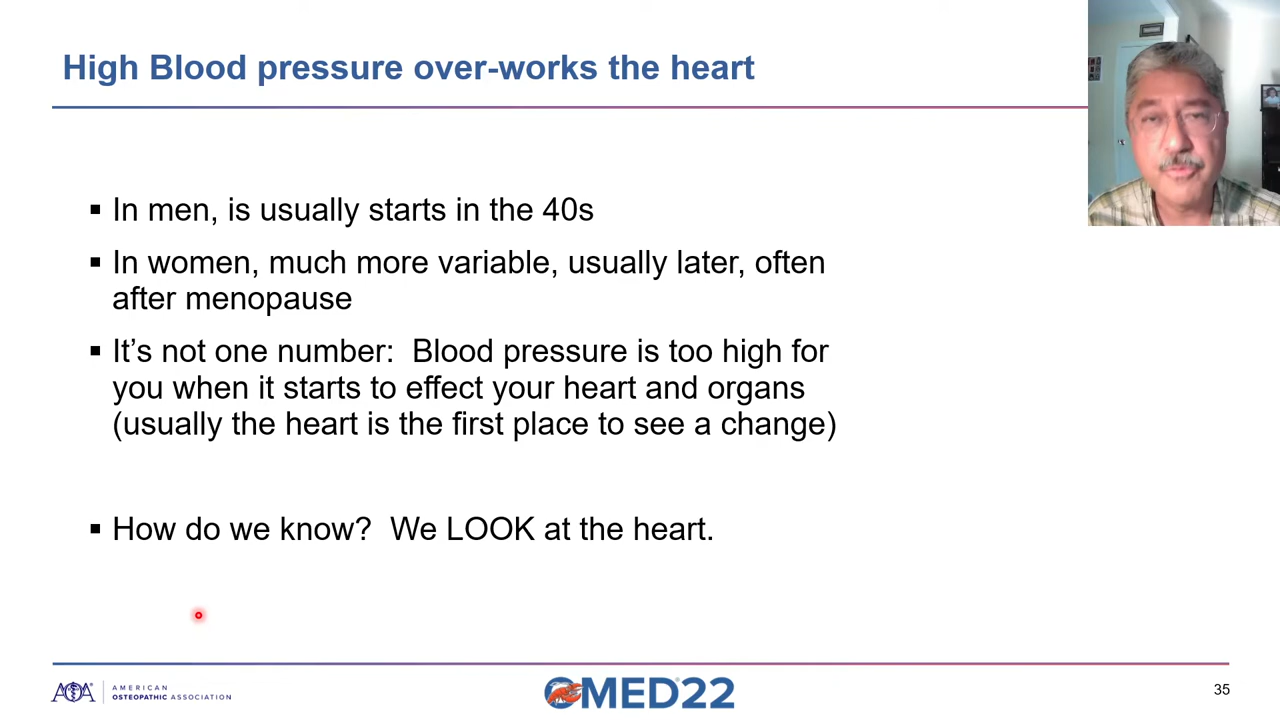 High Blood pressure over-works the heart
▪ In men, is usually starts in the 40s
▪ In women, much more variable, usually later, often
after menopause
▪ It’s not one number:  Blood pressure is too high for
you when it starts to effect your heart and organs
(usually the heart is the first place to see a change)
▪ How do we know?  We LOOK at the heart.
AOA
AMERICAN
OSTEOPATHIC ASSOCIATION
OMED22
35